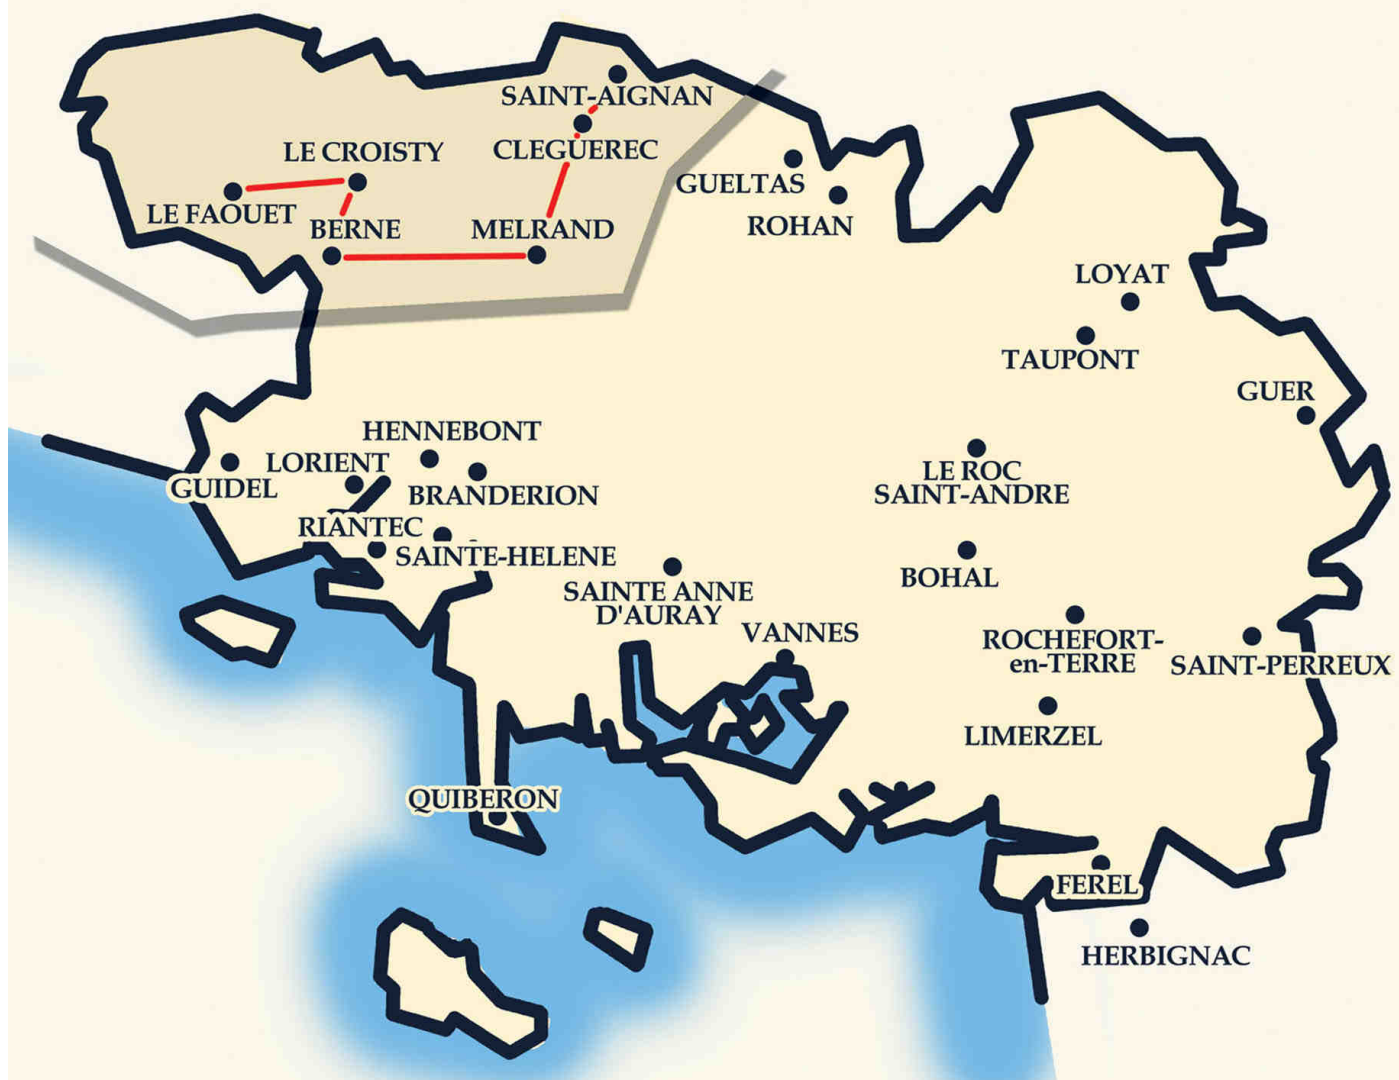 SAINT-AIGNAN
CLEGUEREC
LE CROISTY
GUELTAS
LE FAOUET
BERNE
MELRAND
ROHAN
LOYAT
TAUPONT
GUER
HENNEBONT
LORIENT
GUIDEL
BRANDERION
LE ROC
SAINT-ANDRE
RIANTEC
SAINTE-HELENE
BOHAL
SAINTE ANNE
D'AURAY
VANNES
ROCHEFORT-
en-TERRE
SAINT-PERREUX
LIMERZEL
QUIBERON
FEREL
HERBIGNAC